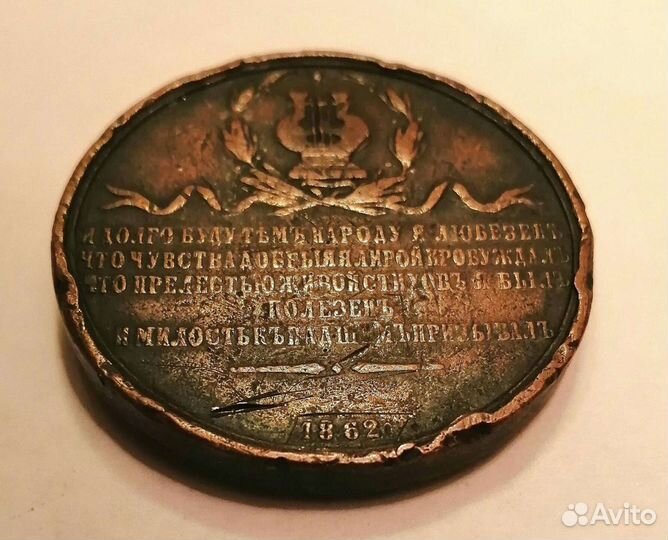 И ДОЛГО БУДУ ТѢМЪ НАРОДУ Я ЛЮБЕЗЕНЪ
ЧТО ЧУВСТВА ДОБРЫЯ Я ЛИРОЙ ПРОБУЖДАЛЪ
ЧТО ПРЕЛЕСТЬЮ ЖИВОЙ СТИХОВЪ Я БЫЛЪ
ПОЛЕЗЕНЪ
И МИЛОСТЬ КЪ ПАДШИМЪ ПРИЗЫВАЛЪ
1862
Avito